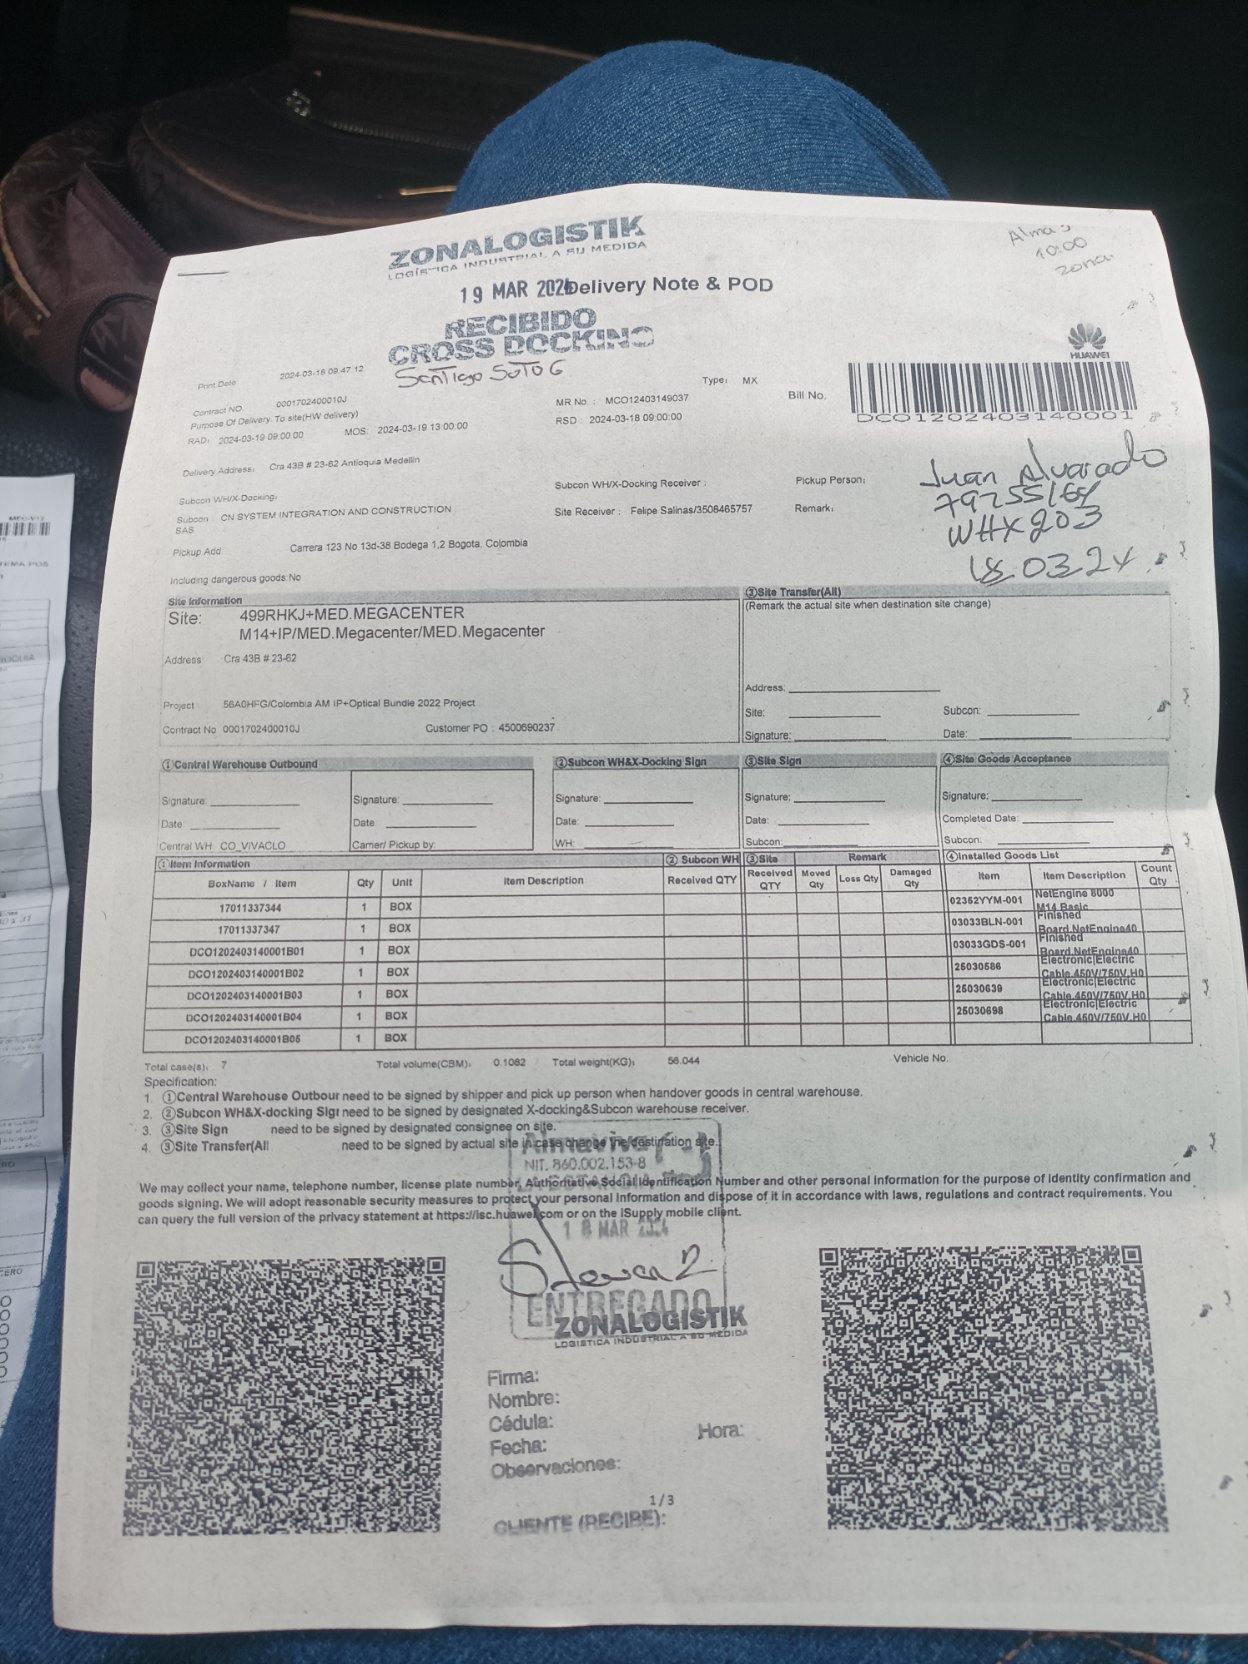 ZONALOGISTIK
LOGÍSTICA INDUSTRIAL A SU MEDIDA
Alma
10:00
zona
19 MAR 2024 Delivery Note & POD
RECIBIDO
CROSS DOCKING
Santiago Soto G
HUAWEI
Print Date 2024-03-18 09:47:12
Type: MX
Bill No.
DCO1202403140001
Contract NO 0001702400010J
MR No : MCO12403149037
Purpose Of Delivery: To site(HW delivery)
RSD : 2024-03-18 09:00:00
RAD: 2024-03-19 09:00:00 MOS: 2024-03-19 13:00:00
Delivery Address: Cra 43B # 23-62 Antioquia Medellin
Juan Alvarado
79255164
WHX203
18.03.24
Subcon WH/X-Docking:
Subcon WH/X-Docking Receiver :
Pickup Person:
Subcon : CN SYSTEM INTEGRATION AND CONSTRUCTION
SAS
Site Receiver : Felipe Salinas/3508465757
Remark:
Pickup Add: Carrera 123 No 13d-38 Bodega 1,2 Bogota, Colombia
Including dangerous goods:No
Site Information
③Site Transfer(All)
Site: 499RHKJ+MED.MEGACENTER
(Remark the actual site when destination site change)
M14+IP/MED.Megacenter/MED.Megacenter
Address Cra 43B # 23-62
Address:
Project 56A0HFG/Colombia AM IP+Optical Bundle 2022 Project
Site: Subcon:
Contract No 0001702400010J Customer PO : 4500690237
Signature: Date:
①Central Warehouse Outbound ②Subcon WH&X-Docking Sign ③Site Sign ④Site Goods Acceptance
Signature: Signature: Signature: Signature: Signature:
Date: Date: Date: Date: Completed Date:
Central WH CO_VIVACLO Carrier/ Pickup by: WH: Subcon: Subcon:
①Item Information ② Subcon WH ③Site Remark ④Installed Goods List
BoxName / Item Qty Unit Item Description Received QTY Received QTY Moved Qty Loss Qty Damaged Qty Item Item Description Count Qty
17011337344 1 BOX 02352YYM-001 NetEngine 8000 M14 Basic
17011337347 1 BOX 03033BLN-001 Finished Board,NetEngine40
DCO1202403140001B01 1 BOX 03033GDS-001 Finished Board,NetEngine40
DCO1202403140001B02 1 BOX 25030586 Electronic|Electric Cable,450V/750V,H0
DCO1202403140001B03 1 BOX 25030639 Electronic|Electric Cable,450V/750V,H0
DCO1202403140001B04 1 BOX 25030698 Electronic|Electric Cable,450V/750V,H0
DCO1202403140001B05 1 BOX
Total case(s): 7 Total volume(CBM): 0.1082 Total weight(KG): 56.044 Vehicle No:
Specification:
1. ①Central Warehouse Outbour need to be signed by shipper and pick up person when handover goods in central warehouse.
2. ②Subcon WH&X-docking Sigr need to be signed by designated X-docking&Subcon warehouse receiver.
3. ③Site Sign need to be signed by designated consignee on site.
4. ③Site Transfer(All need to be signed by actual site in case change the destination site.
Almaviva
NIT. 860.002.153-8
We may collect your name, telephone number, license plate number, Authoritative Social Identification Number and other personal information for the purpose of identity confirmation and
goods signing. We will adopt reasonable security measures to protect your personal information and dispose of it in accordance with laws, regulations and contract requirements. You
can query the full version of the privacy statement at https://isc.huawei.com or on the iSupply mobile client.
18 MAR 2024
ENTREGADO
ZONALOGISTIK
LOGISTICA INDUSTRIAL A SU MEDIDA
Firma:
Nombre:
Cédula:
Fecha: Hora:
Observaciones:
1/3
CLIENTE (RECIBE):